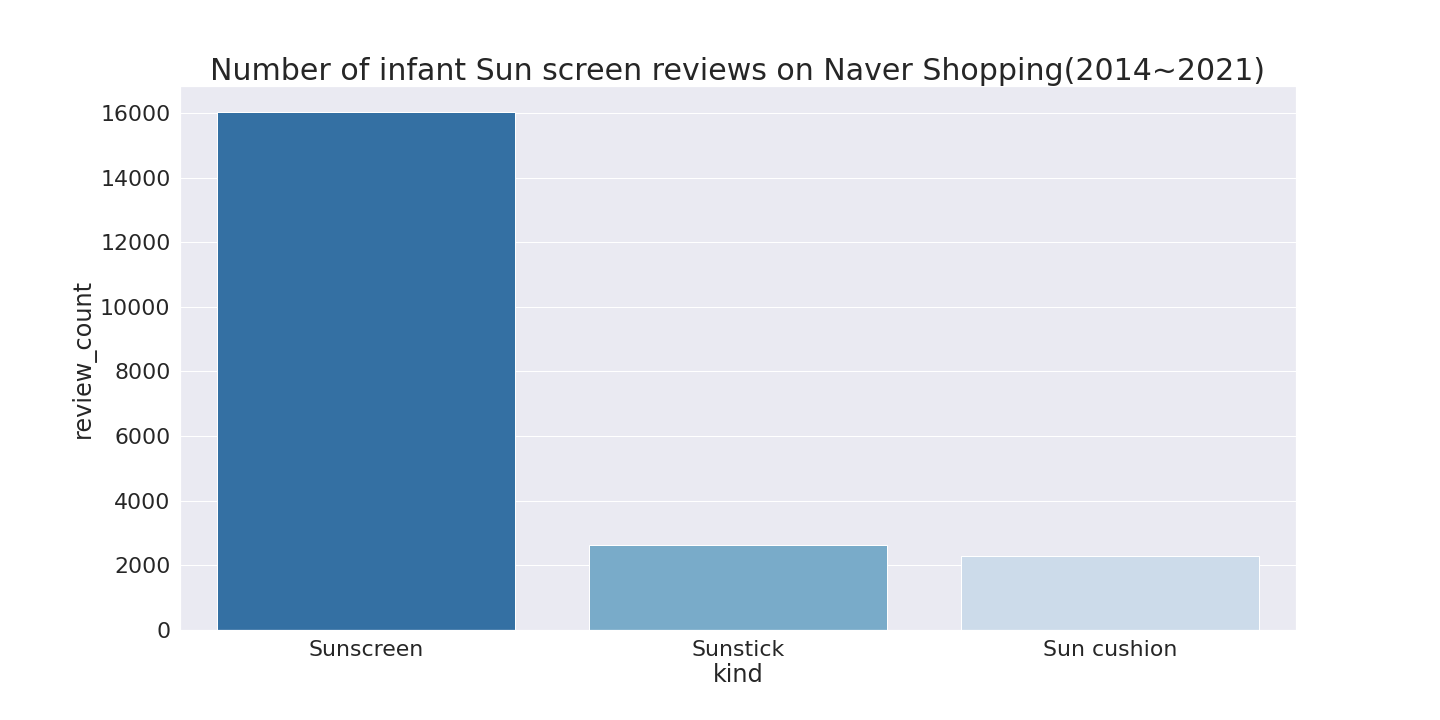 Number of infant Sun screen reviews on Naver Shopping(2014~2021)
16000
14000
12000
10000
8000
6000
4000
2000
0
review_count
Sunscreen
Sunstick
Sun cushion
kind